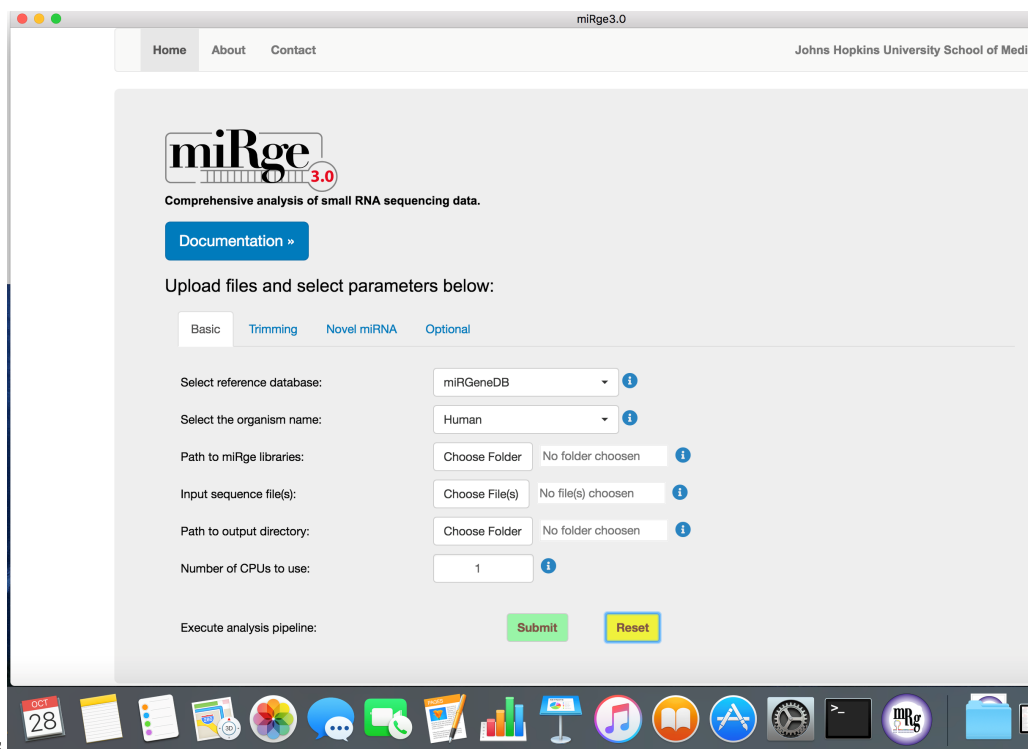 miRge3.0
Home About Contact Johns Hopkins University School of Medi
miRge
3.0
Comprehensive analysis of small RNA sequencing data.
Documentation »
Upload files and select parameters below:
Basic Trimming Novel miRNA Optional
Select reference database: miRGeneDB
Select the organism name: Human
Path to miRge libraries: Choose Folder No folder choosen
Input sequence file(s): Choose File(s) No file(s) choosen
Path to output directory: Choose Folder No folder choosen
Number of CPUs to use: 1
Execute analysis pipeline: Submit Reset
OCT
28
3D
PAGES
>_
mRg